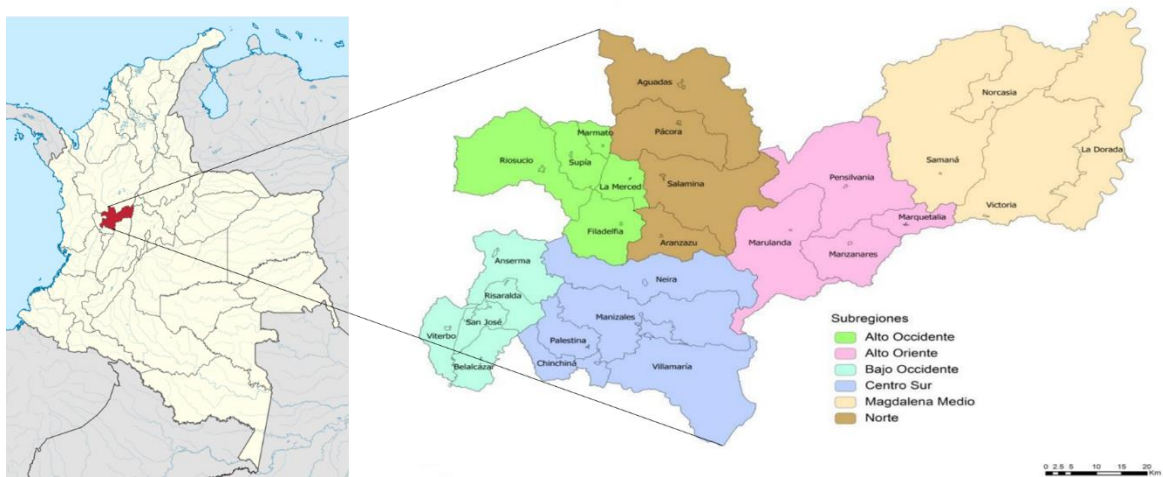 Aguadas
Norcasia
Marmato
Pácora
Riosucio
Supía
La Dorada
Samaná
La Merced
Salamina
Pensilvania
Victoria
Marquetalia
Filadelfia
Aranzazu
Marulanda
Manzanares
Anserma
Neira
Risaralda
San José
Manizales
Viterbo
Palestina
Belalcázar
Chinchiná
Villamaría
Subregiones
Alto Occidente
Alto Oriente
Bajo Occidente
Centro Sur
Magdalena Medio
Norte
0 2.5 5 10 15 20
Km